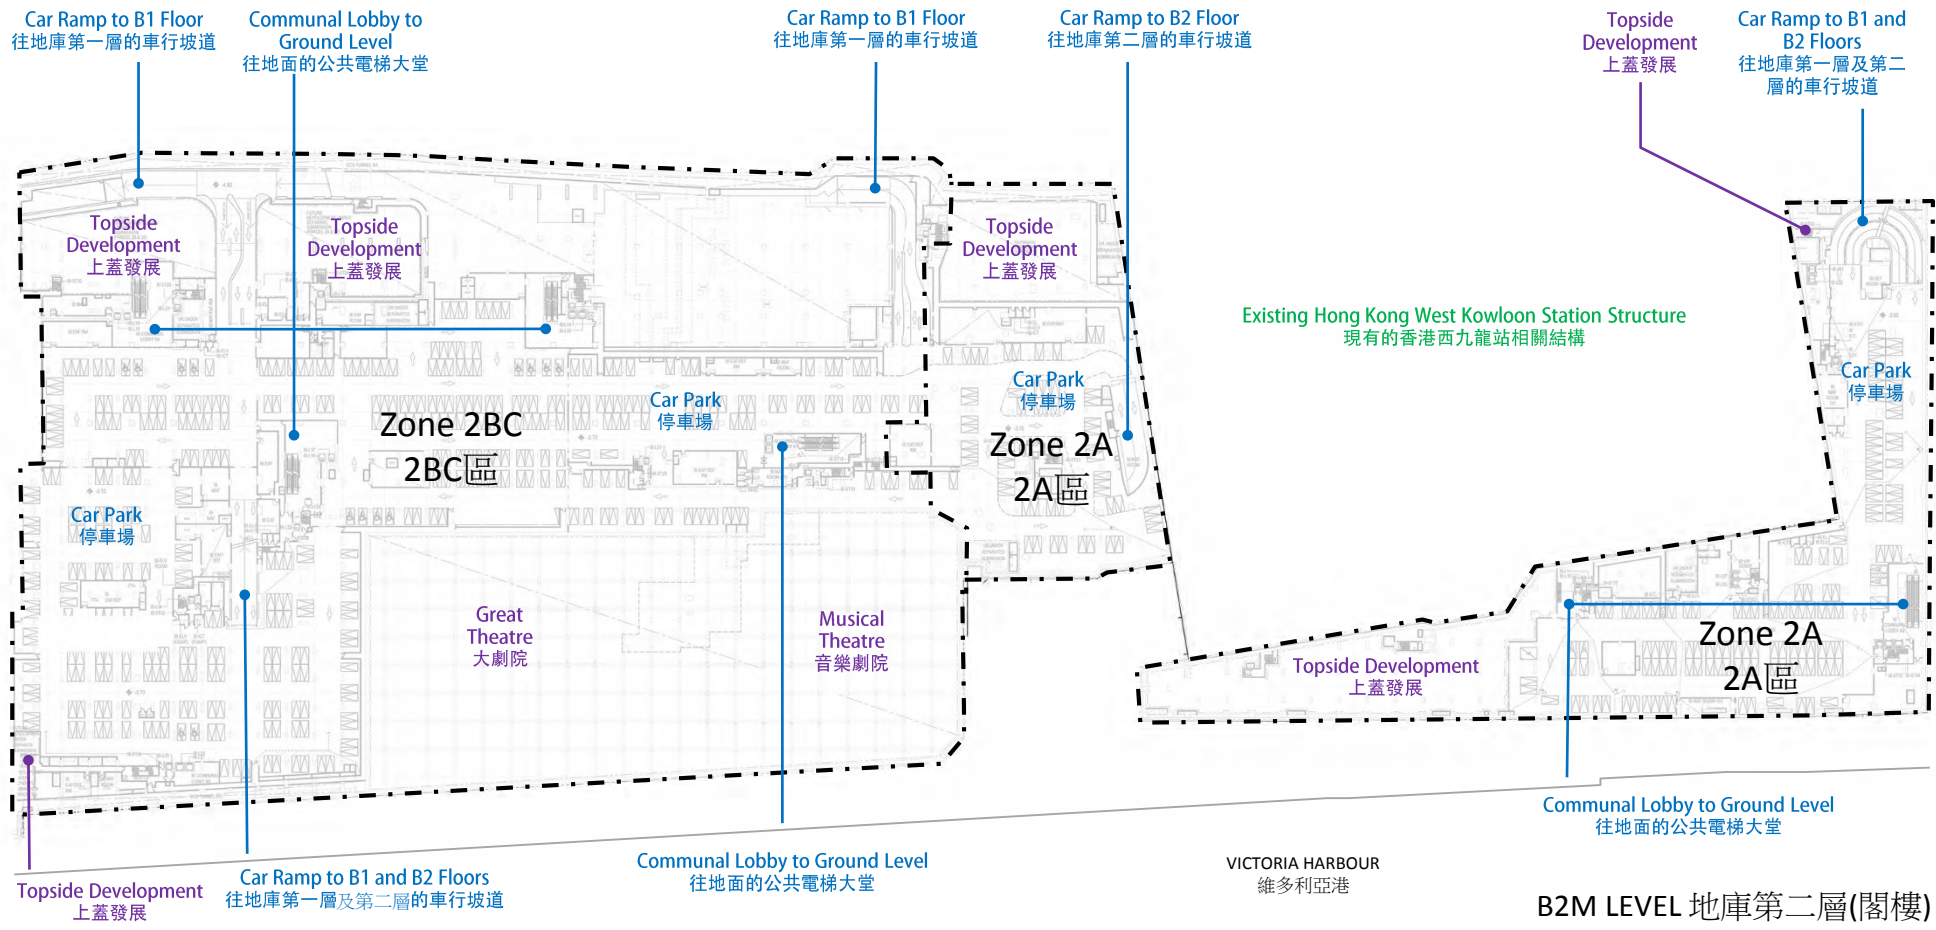 Car Ramp to B1 Floor
往地庫第一層的車行坡道
Communal Lobby to
Ground Level
往地面的公共電梯大堂
Car Ramp to B1 Floor
往地庫第一層的車行坡道
Car Ramp to B2 Floor
往地庫第二層的車行坡道
Topside
Development
上蓋發展
Car Ramp to B1 and
B2 Floors
往地庫第一層及第二
層的車行坡道
Topside
Development
上蓋發展
Topside
Development
上蓋發展
Topside
Development
上蓋發展
Existing Hong Kong West Kowloon Station Structure
現有的香港西九龍站相關結構
Car Park
停車場
Car Park
停車場
Car Park
停車場
Zone 2BC
2BC區
Zone 2A
2A區
Car Park
停車場
Great
Theatre
大劇院
Musical
Theatre
音樂劇院
Topside Development
上蓋發展
Zone 2A
2A區
Communal Lobby to Ground Level
往地面的公共電梯大堂
Topside Development
上蓋發展
Car Ramp to B1 and B2 Floors
往地庫第一層及第二層的車行坡道
Communal Lobby to Ground Level
往地面的公共電梯大堂
VICTORIA HARBOUR
維多利亞港
B2M LEVEL 地庫第二層(閣樓)